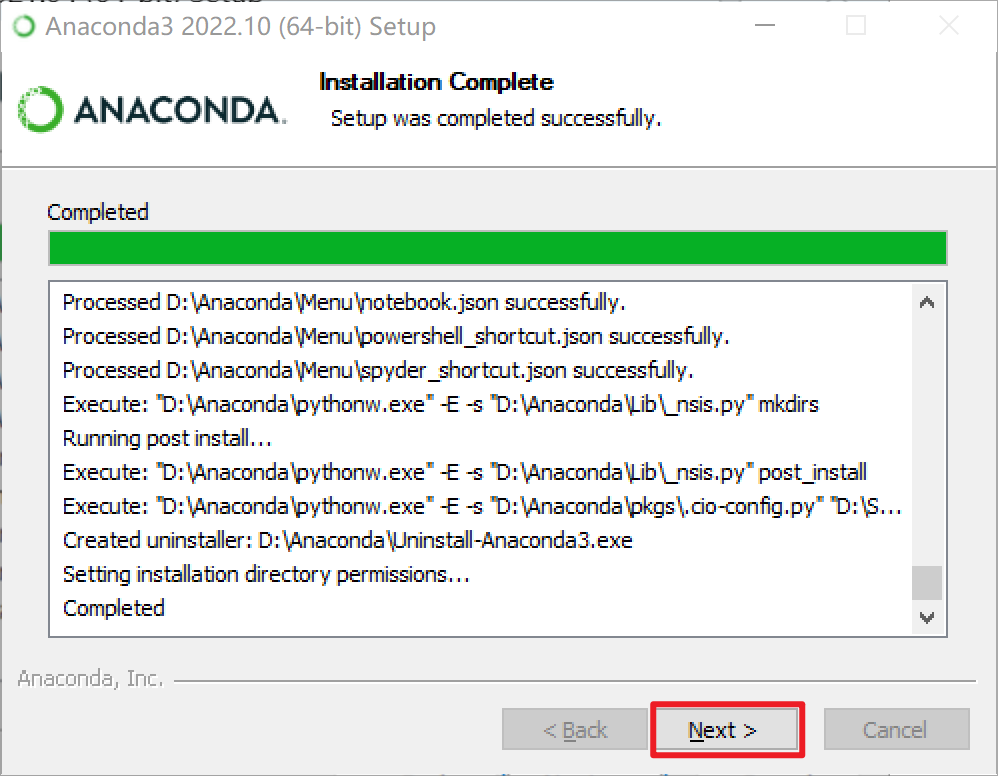 Anaconda3 2022.10 (64-bit) Setup
ANACONDA.
Installation Complete
Setup was completed successfully.
Completed
Processed D:\Anaconda\Menu\notebook.json successfully.
Processed D:\Anaconda\Menu\powershell_shortcut.json successfully.
Processed D:\Anaconda\Menu\spyder_shortcut.json successfully.
Execute: "D:\Anaconda\pythonw.exe" -E -s "D:\Anaconda\Lib\_nsis.py" mkdirs
Running post install...
Execute: "D:\Anaconda\pythonw.exe" -E -s "D:\Anaconda\Lib\_nsis.py" post_install
Execute: "D:\Anaconda\pythonw.exe" -E -s "D:\Anaconda\pkgs\.cio-config.py" "D:\S...
Created uninstaller: D:\Anaconda\Uninstall-Anaconda3.exe
Setting installation directory permissions...
Completed
Anaconda, Inc.
< Back Next > Cancel